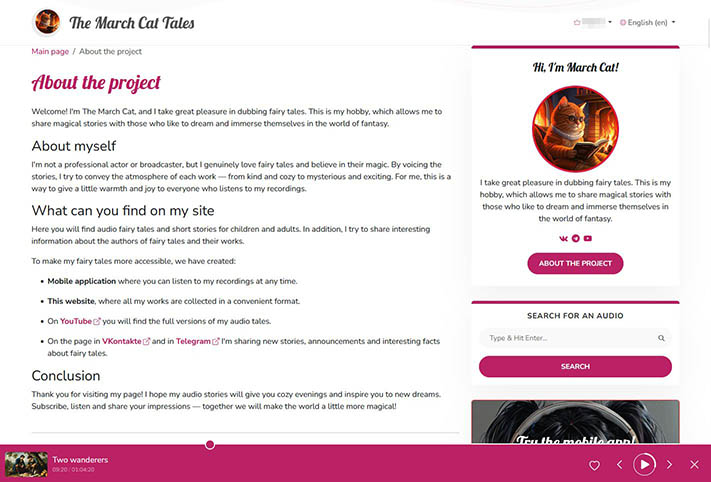 The March Cat Tales
English (en)
Main page / About the project
About the project
Welcome! I'm The March Cat, and I take great pleasure in dubbing fairy tales. This is my hobby, which allows me to
share magical stories with those who like to dream and immerse themselves in the world of fantasy.
About myself
I'm not a professional actor or broadcaster, but I genuinely love fairy tales and believe in their magic. By voicing the
stories, I try to convey the atmosphere of each work — from kind and cozy to mysterious and exciting. For me, this is a
way to give a little warmth and joy to everyone who listens to my recordings.
What can you find on my site
Here you will find audio fairy tales and short stories for children and adults. In addition, I try to share interesting
information about the authors of fairy tales and their works.
To make my fairy tales more accessible, we have created:
• Mobile application where you can listen to my recordings at any time.
• This website, where all my works are collected in a convenient format.
• On YouTube you will find the full versions of my audio tales.
• On the page in VKontakte and in Telegram I'm sharing new stories, announcements and interesting facts
about fairy tales.
Conclusion
Thank you for visiting my page! I hope my audio stories will give you cozy evenings and inspire you to new dreams.
Subscribe, listen and share your impressions — together we will make the world a little more magical!
Hi, I'm March Cat!
I take great pleasure in dubbing fairy tales. This is my
hobby, which allows me to share magical stories with
those who like to dream and immerse themselves in
the world of fantasy.
ABOUT THE PROJECT
SEARCH FOR AN AUDIO
Type & Hit Enter...
SEARCH
Try the mobile app!
Two wanderers
09:20 / 01:04:20